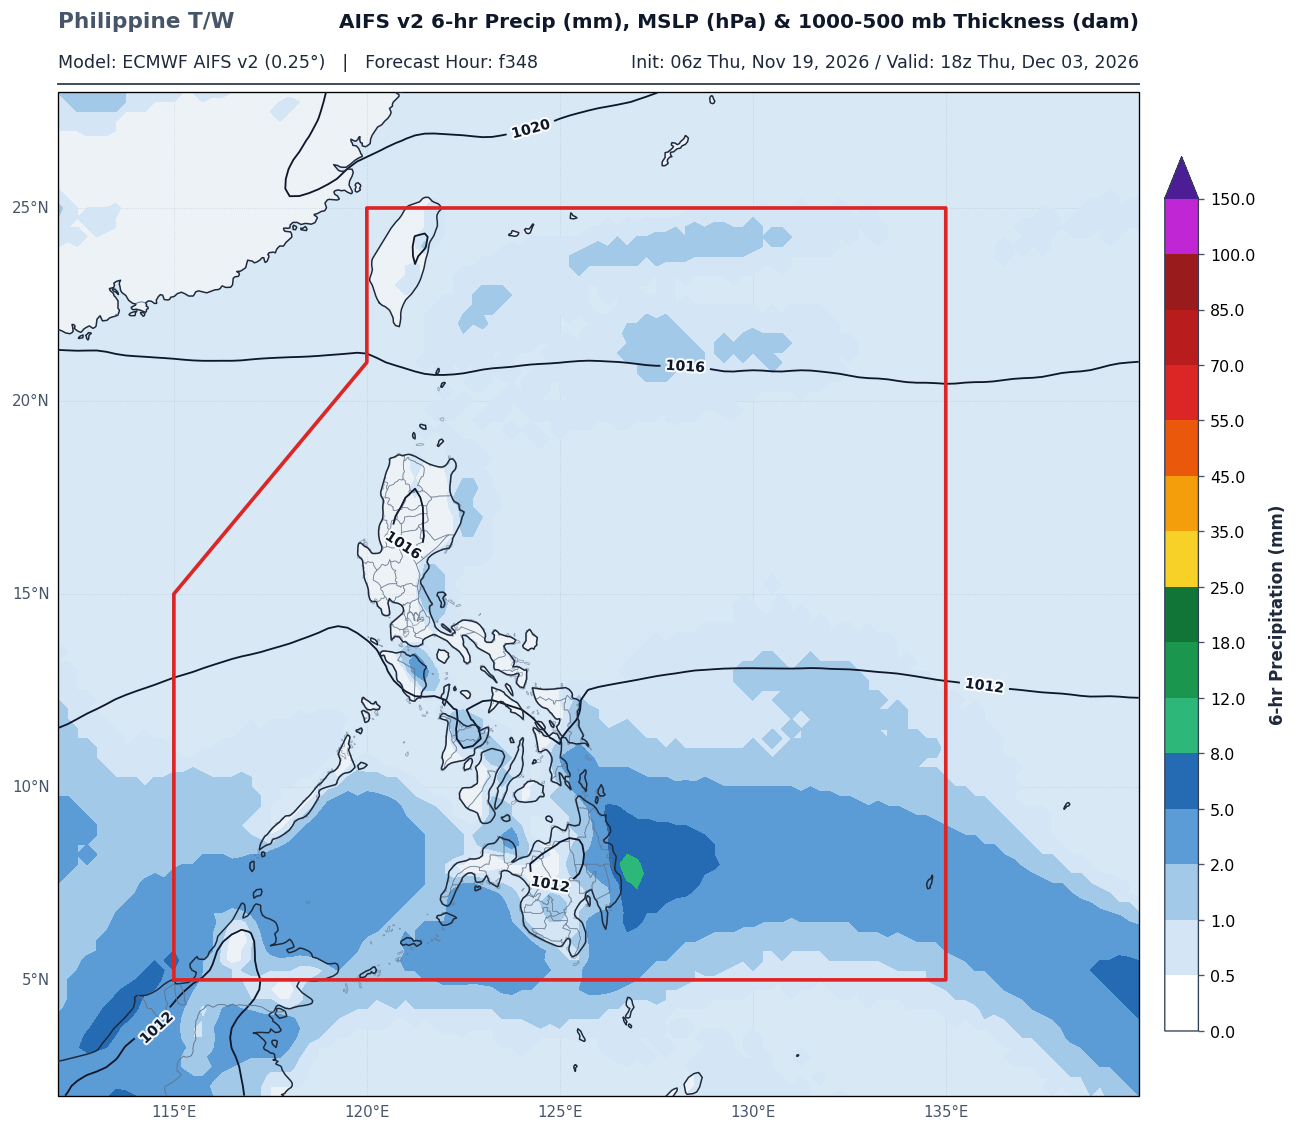 Philippine T/W
AIFS v2 6-hr Precip (mm), MSLP (hPa) & 1000-500 mb Thickness (dam)
Model: ECMWF AIFS v2 (0.25°) | Forecast Hour: f348
Init: 06z Thu, Nov 19, 2026 / Valid: 18z Thu, Dec 03, 2026
1020
1016
1016
1012
1012
1012
25°N
20°N
15°N
10°N
5°N
115°E
120°E
125°E
130°E
135°E
150.0
100.0
85.0
70.0
55.0
45.0
35.0
25.0
18.0
12.0
8.0
5.0
2.0
1.0
0.5
0.0
6-hr Precipitation (mm)